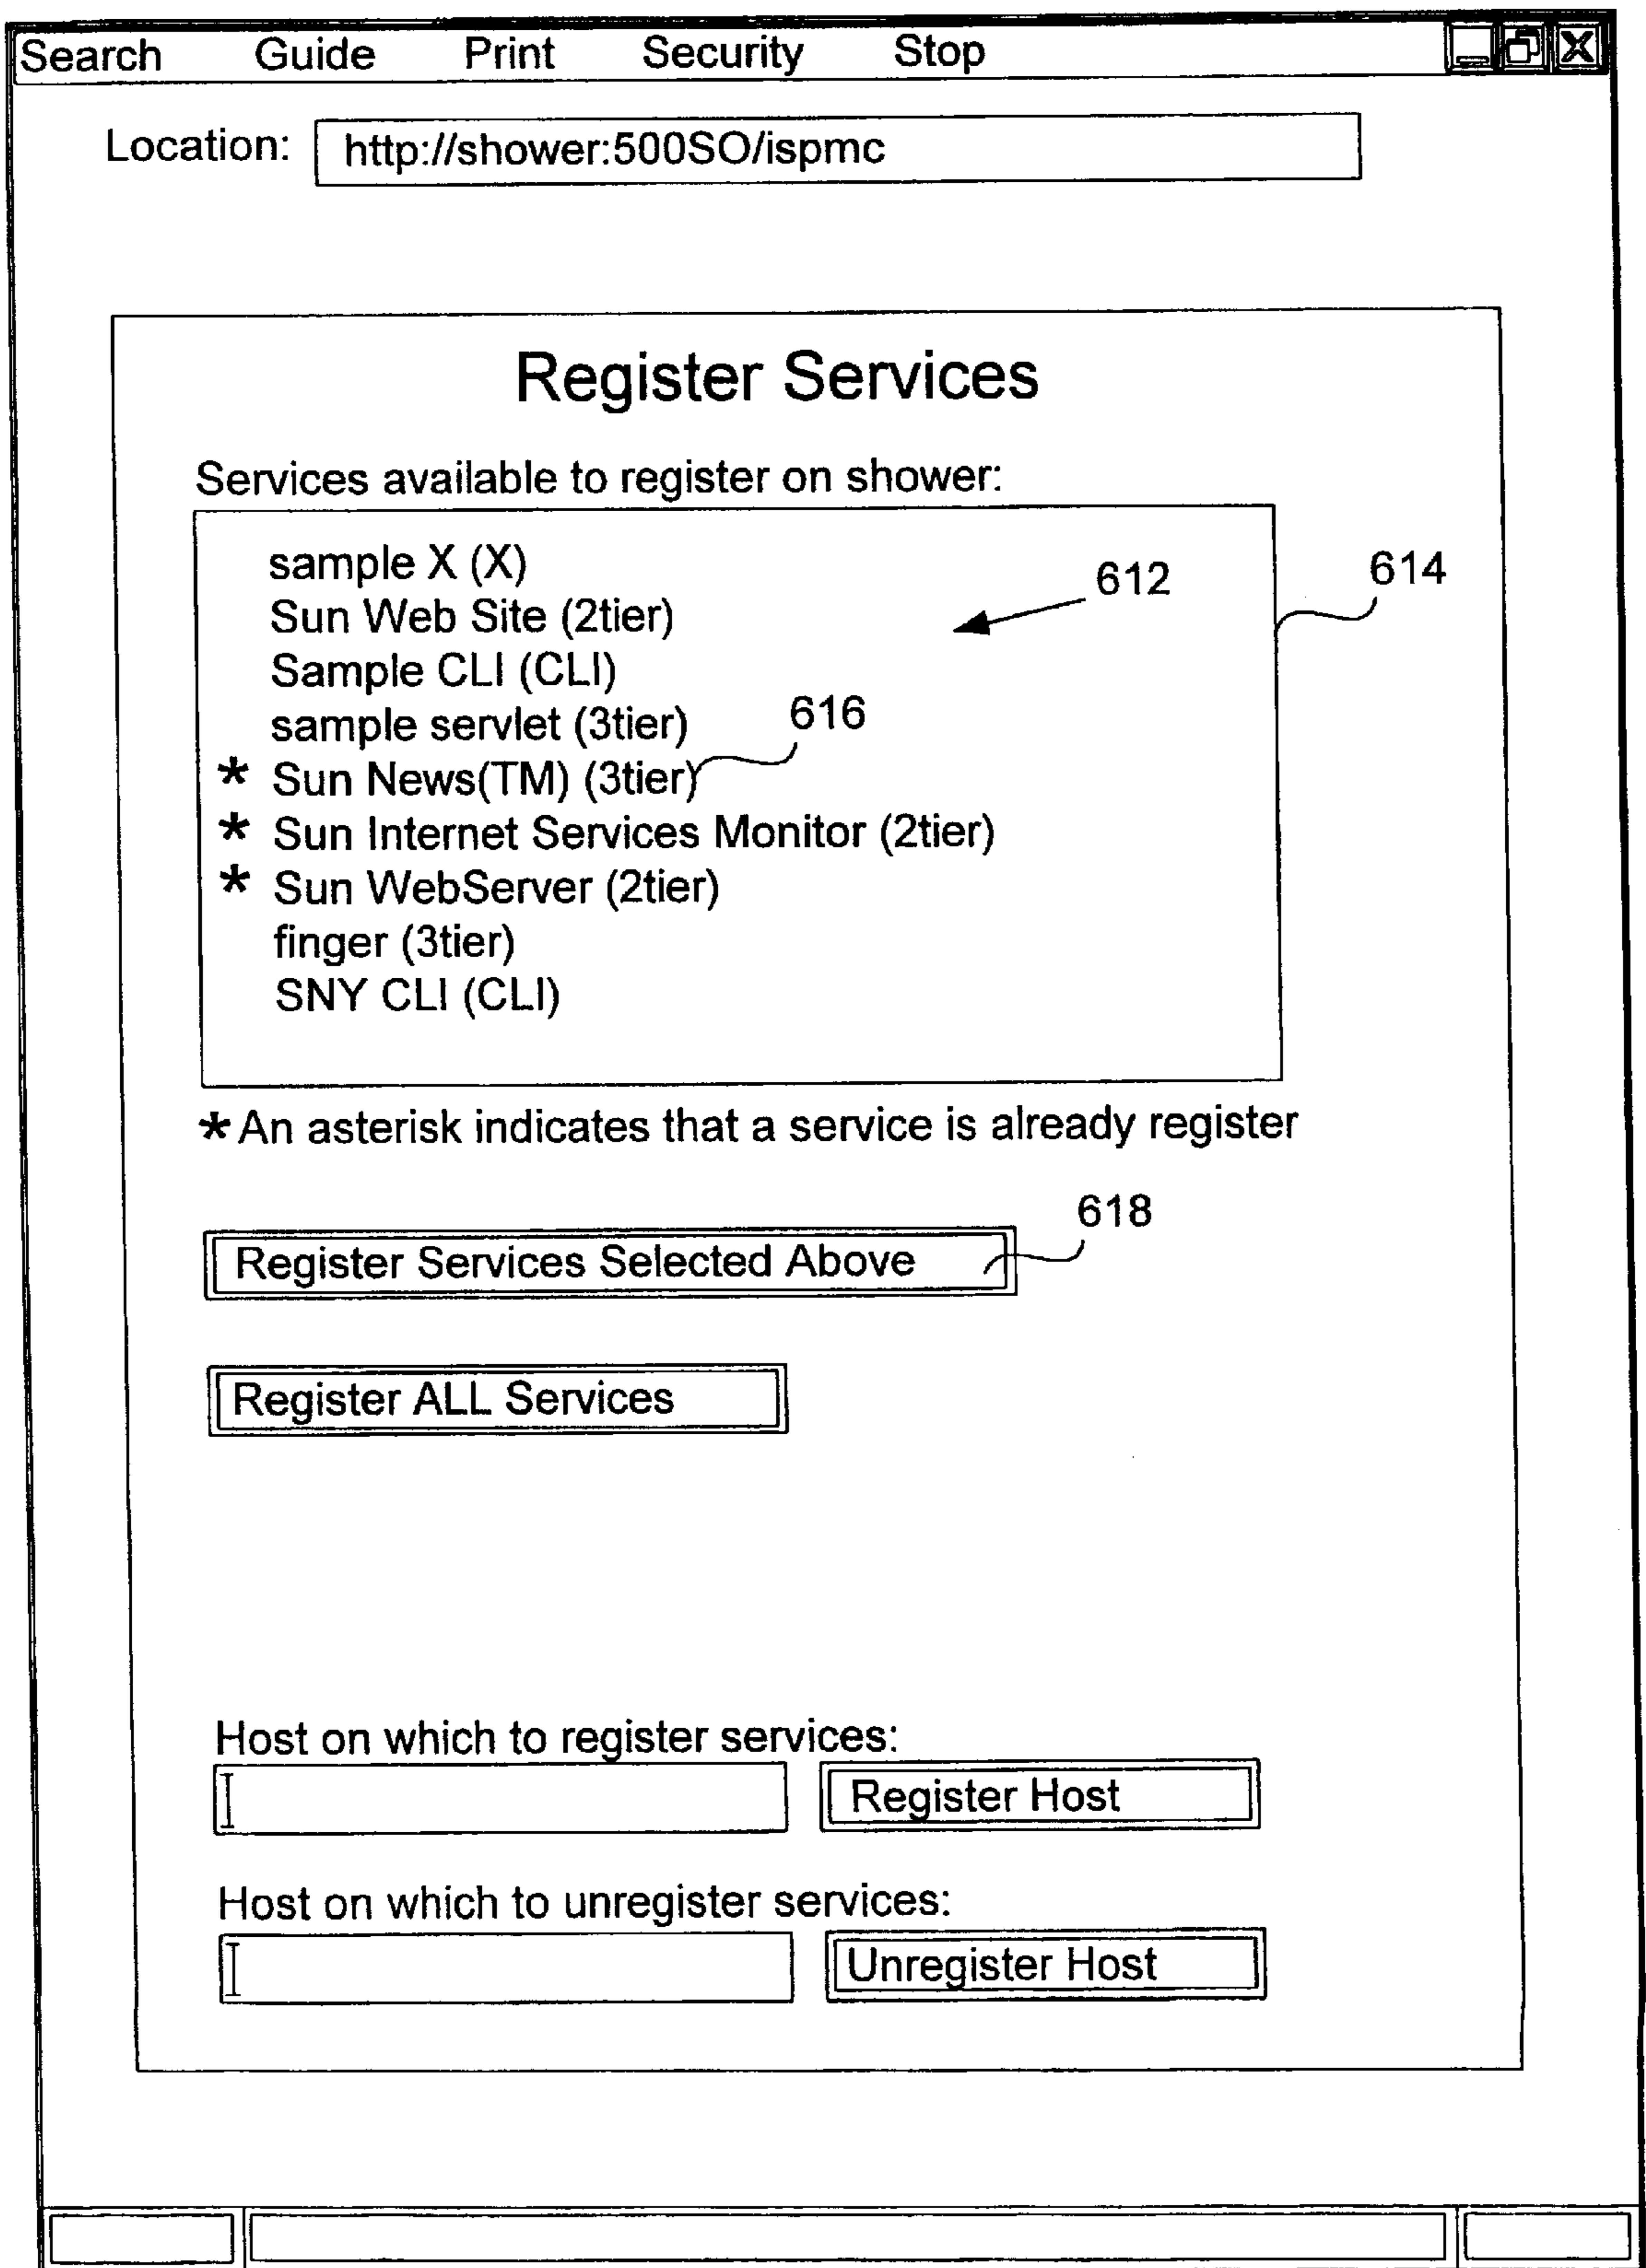 Search Guide Print Security Stop
Location: http://shower:500SO/ispmc
Register Services
Services available to register on shower:
sample X (X)
612
614
Sun Web Site (2tier)
Sample CLI (CLI)
sample servlet (3tier)
616
* Sun News(TM) (3tier)
* Sun Internet Services Monitor (2tier)
* Sun WebServer (2tier)
finger (3tier)
SNY CLI (CLI)
* An asterisk indicates that a service is already register
618
Register Services Selected Above
Register ALL Services
Host on which to register services:
Register Host
Host on which to unregister services:
Unregister Host